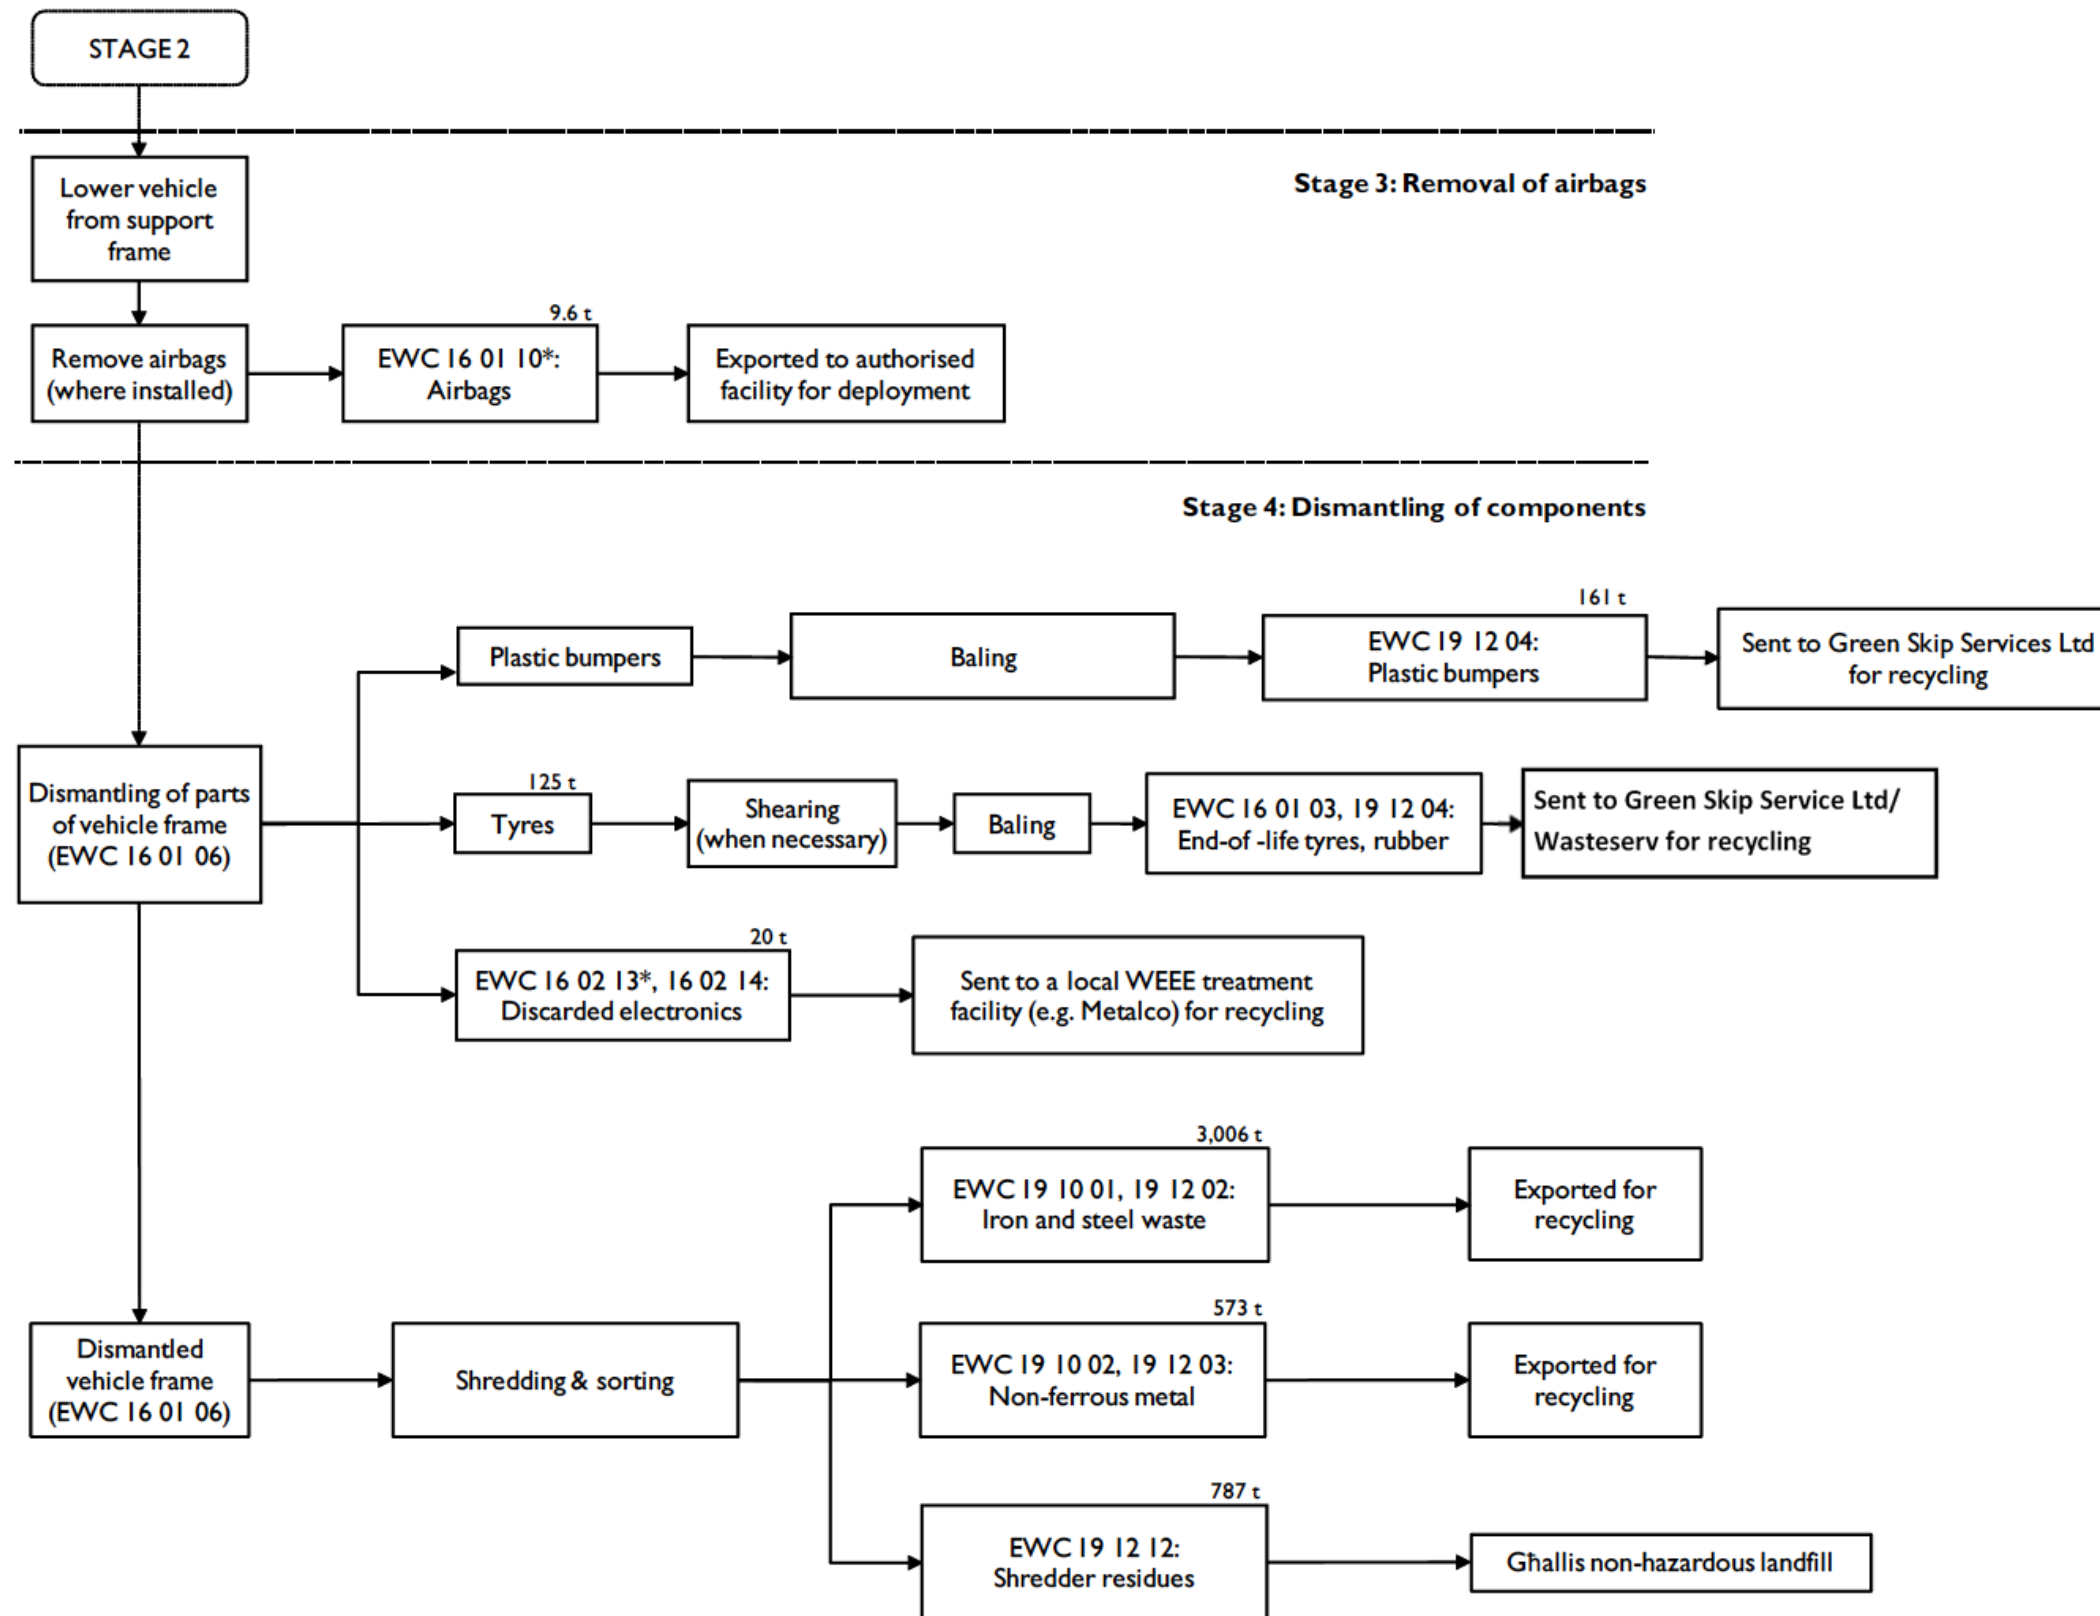 STAGE 2
Stage 3: Removal of airbags
Lower vehicle
from support
frame
9.6 t
Remove airbags
(where installed)
EWC 16 01 10*:
Airbags
Exported to authorised
facility for deployment
Stage 4: Dismantling of components
161 t
Plastic bumpers
Baling
EWC 19 12 04:
Plastic bumpers
Sent to Green Skip Services Ltd
for recycling
Dismantling of parts
of vehicle frame
(EWC 16 01 06)
125 t
Tyres
Shearing
(when necessary)
Baling
EWC 16 01 03, 19 12 04:
End-of -life tyres, rubber
Sent to Green Skip Service Ltd/
Wasteserv for recycling
20 t
EWC 16 02 13*, 16 02 14:
Discarded electronics
Sent to a local WEEE treatment
facility (e.g. Metalco) for recycling
3,006 t
EWC 19 10 01, 19 12 02:
Iron and steel waste
Exported for
recycling
Dismantled
vehicle frame
(EWC 16 01 06)
Shredding & sorting
573 t
EWC 19 10 02, 19 12 03:
Non-ferrous metal
Exported for
recycling
787 t
EWC 19 12 12:
Shredder residues
Għallis non-hazardous landfill